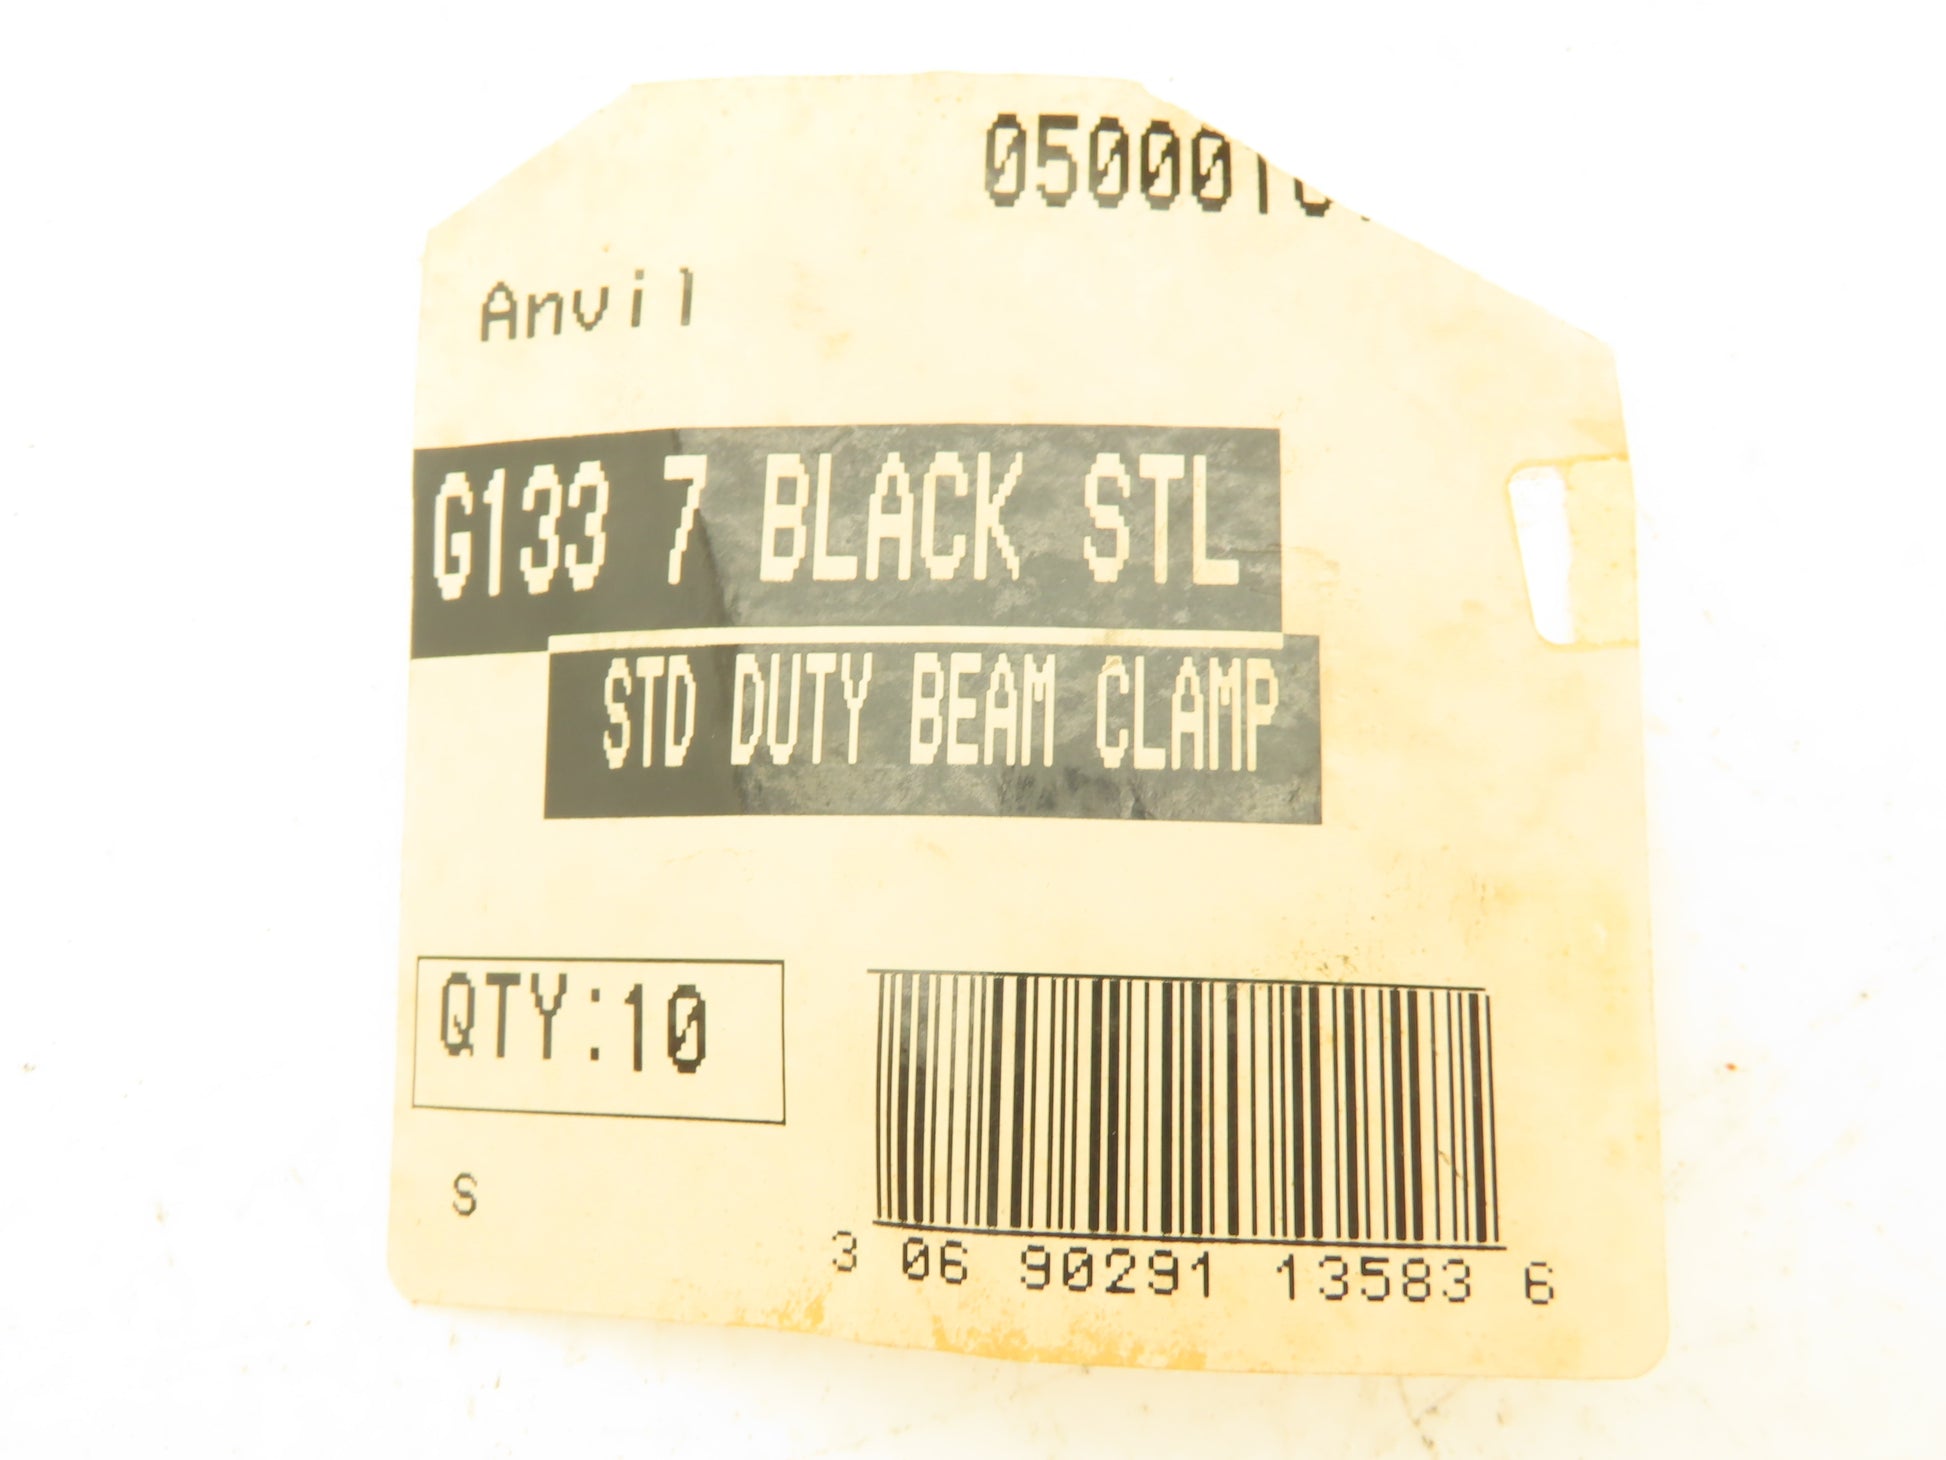 Anvil
G133 7 BLACK STL
STD DUTY BEAM CLAMP
QTY:10
S
3 06 90291 13583 6